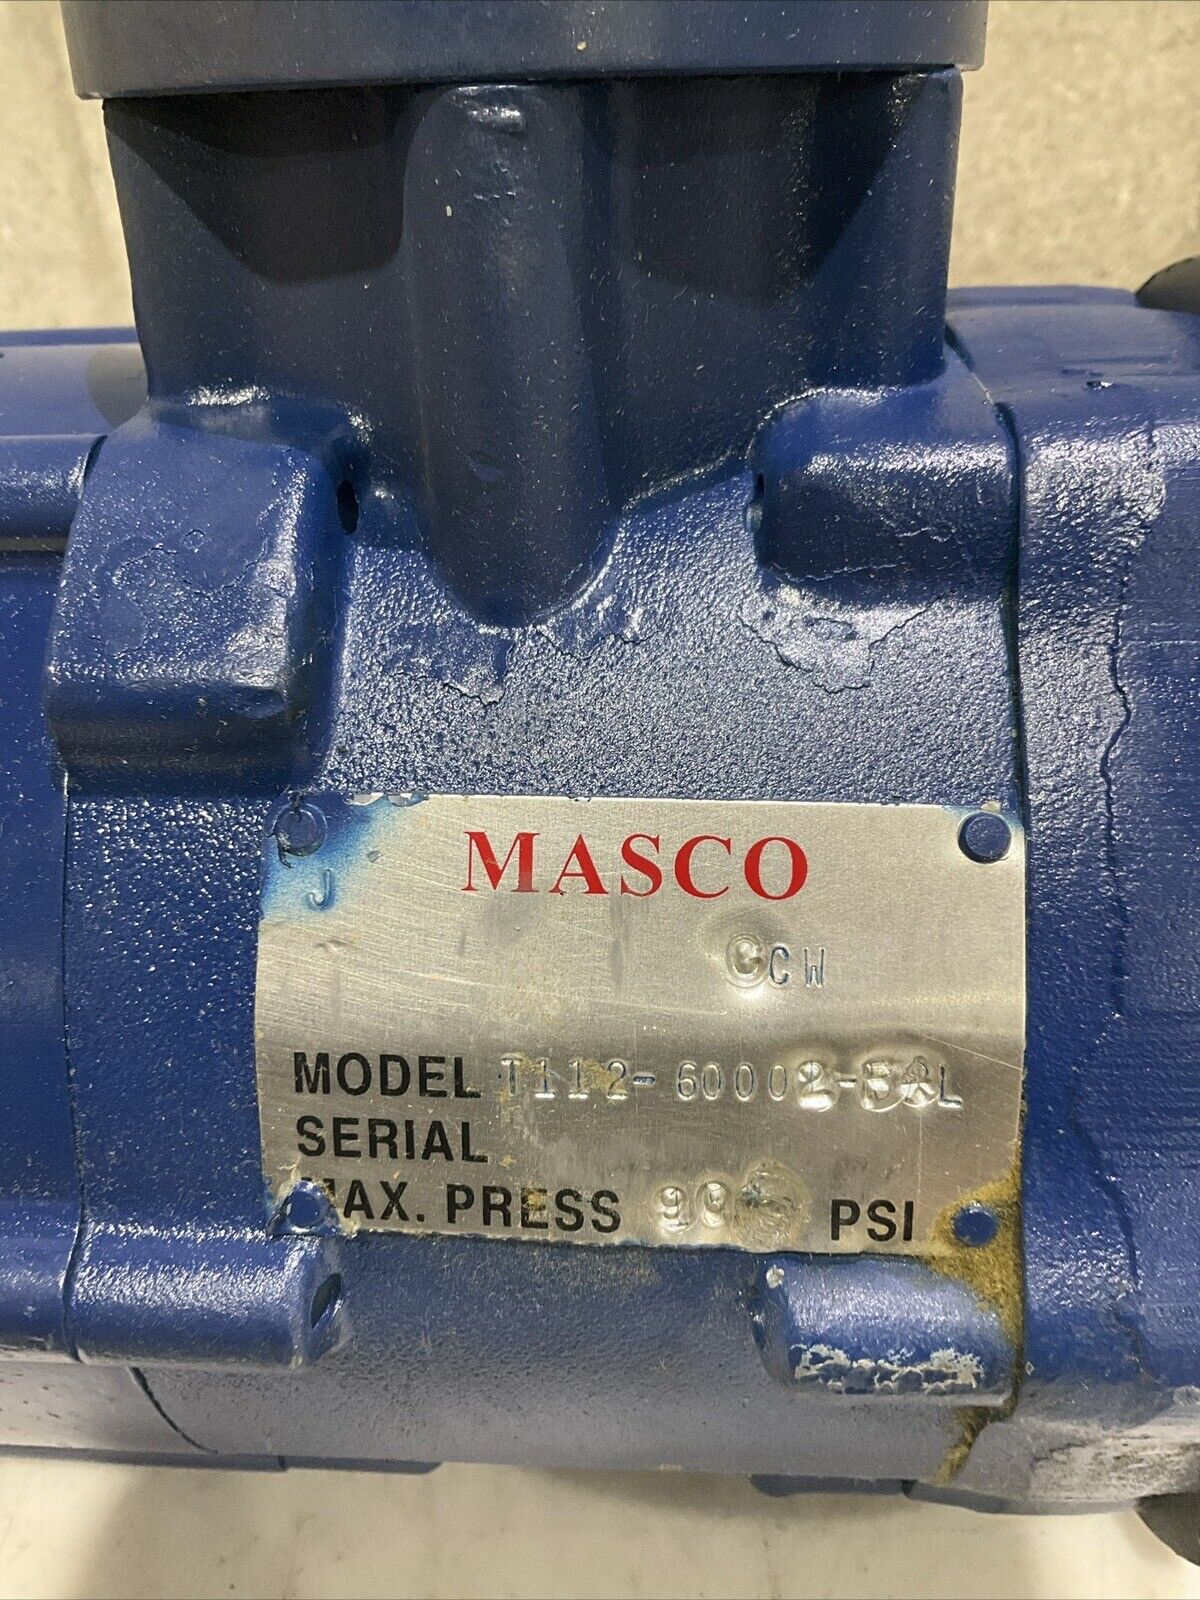 MASCO
J
CCW
MODEL T112-60002-
SERIAL
MAX. PRESS PSI